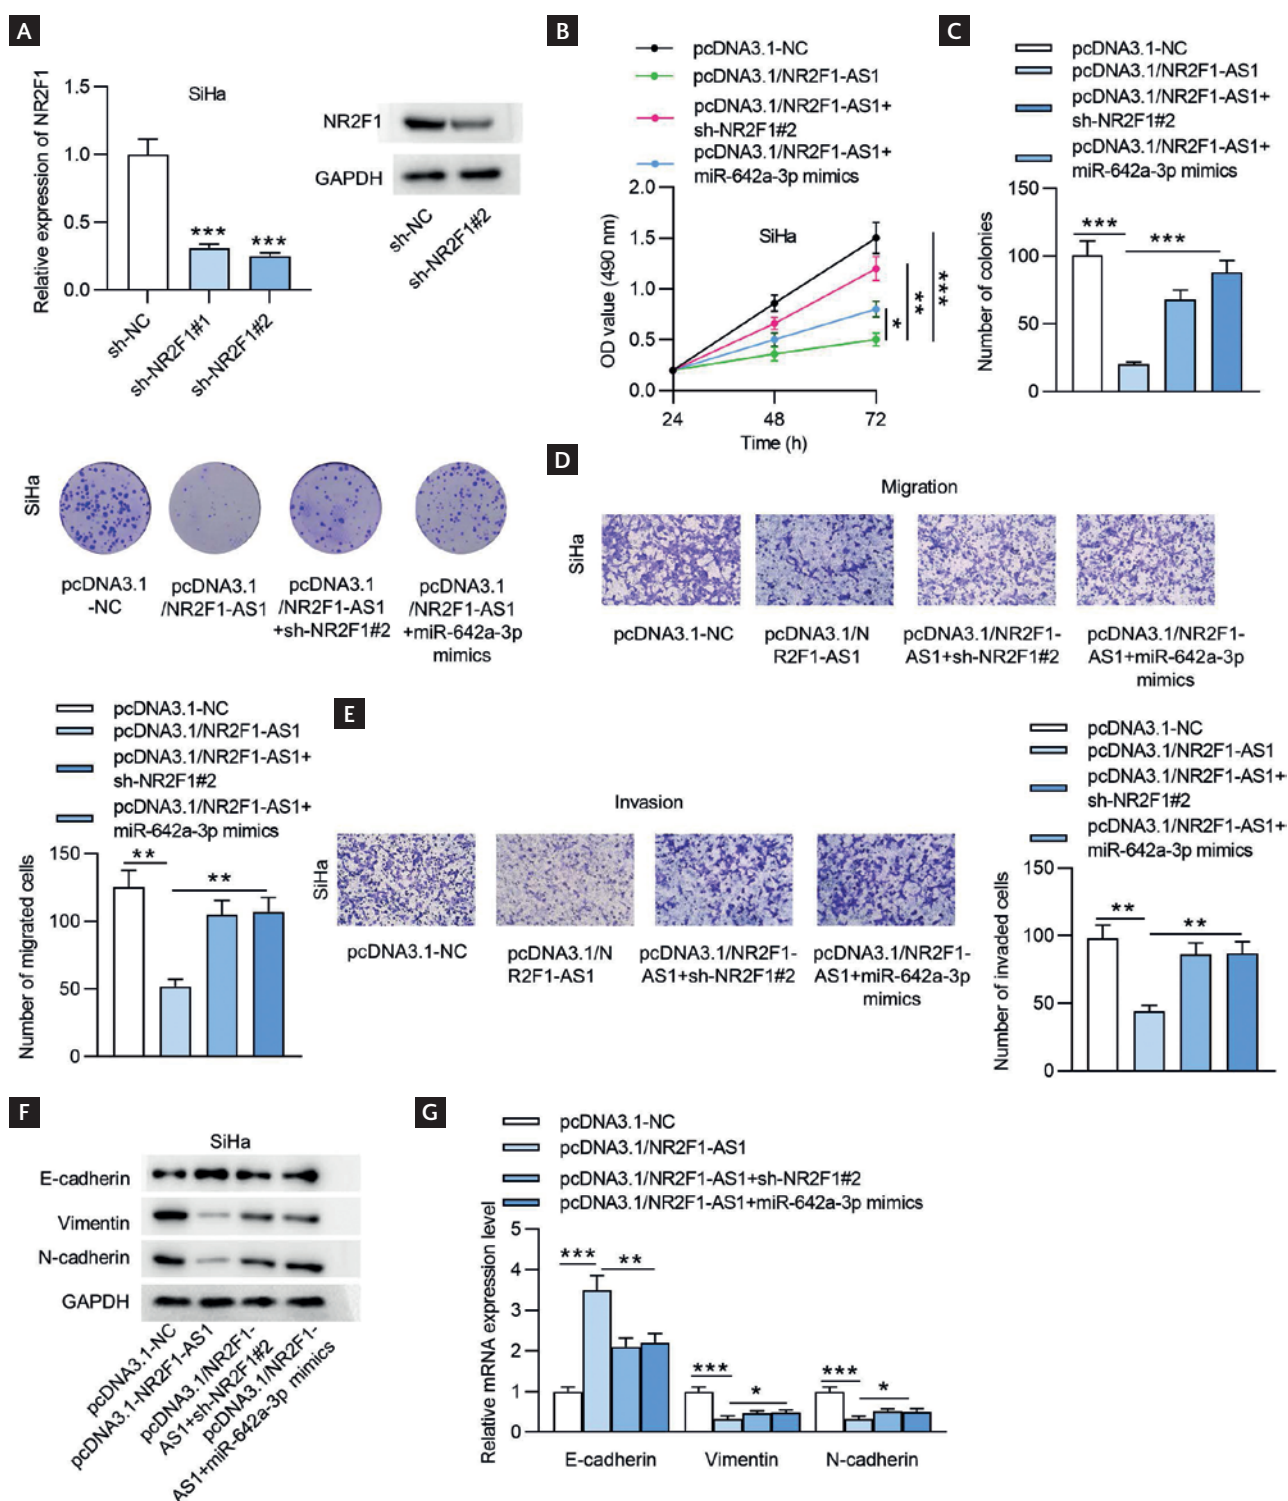 A
Relative expression of NR2F1
1.5
1.0
0.5
0.0
SiHa
***
***
sh-NC
sh-NR2F1#1
sh-NR2F1#2
NR2F1
GAPDH
sh-NC
sh-NR2F1#2
B
pcDNA3.1-NC
pcDNA3.1/NR2F1-AS1
pcDNA3.1/NR2F1-AS1+
sh-NR2F1#2
pcDNA3.1/NR2F1-AS1+
miR-642a-3p mimics
OD value (490 nm)
2.0
1.5
1.0
0.5
0.0
SiHa
*
**
***
24
48
72
Time (h)
C
pcDNA3.1-NC
pcDNA3.1/NR2F1-AS1
pcDNA3.1/NR2F1-AS1+
sh-NR2F1#2
pcDNA3.1/NR2F1-AS1+
miR-642a-3p mimics
Number of colonies
150
100
50
0
***
***
SiHa
pcDNA3.1
-NC
pcDNA3.1
/NR2F1-AS1
pcDNA3.1
/NR2F1-AS1
+sh-NR2F1#2
pcDNA3.1
/NR2F1-AS1
+miR-642a-3p
mimics
D
Migration
SiHa
pcDNA3.1-NC
pcDNA3.1/N
R2F1-AS1
pcDNA3.1/NR2F1-
AS1+sh-NR2F1#2
pcDNA3.1/NR2F1-
AS1+miR-642a-3p
mimics
pcDNA3.1-NC
pcDNA3.1/NR2F1-AS1
pcDNA3.1/NR2F1-AS1+
sh-NR2F1#2
pcDNA3.1/NR2F1-AS1+
miR-642a-3p mimics
Number of migrated cells
150
100
50
0
**
**
E
Invasion
SiHa
pcDNA3.1-NC
pcDNA3.1/N
R2F1-AS1
pcDNA3.1/NR2F1-
AS1+sh-NR2F1#2
pcDNA3.1/NR2F1-
AS1+miR-642a-3p
mimics
pcDNA3.1-NC
pcDNA3.1/NR2F1-AS1
pcDNA3.1/NR2F1-AS1+
sh-NR2F1#2
pcDNA3.1/NR2F1-AS1+
miR-642a-3p mimics
Number of invaded cells
150
100
50
0
**
**
F
SiHa
E-cadherin
Vimentin
N-cadherin
GAPDH
pcDNA3.1-NC
pcDNA3.1-NR2F1-AS1
pcDNA3.1/NR2F1-
AS1+sh-NR2F1#2
pcDNA3.1/NR2F1-
AS1+miR-642a-3p mimics
G
pcDNA3.1-NC
pcDNA3.1/NR2F1-AS1
pcDNA3.1/NR2F1-AS1+sh-NR2F1#2
pcDNA3.1/NR2F1-AS1+miR-642a-3p mimics
Relative mRNA expression level
5
4
3
2
1
0
***
**
***
*
***
*
E-cadherin
Vimentin
N-cadherin